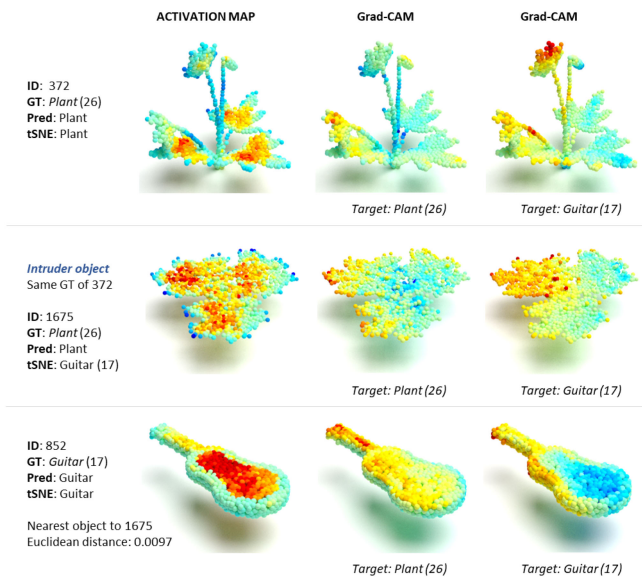 ACTIVATION MAP
Grad-CAM
Grad-CAM
ID: 372
GT: Plant (26)
Pred: Plant
tSNE: Plant
Target: Plant (26)
Target: Guitar (17)
Intruder object
Same GT of 372
ID: 1675
GT: Plant (26)
Pred: Plant
tSNE: Guitar (17)
Target: Plant (26)
Target: Guitar (17)
ID: 852
GT: Guitar (17)
Pred: Guitar
tSNE: Guitar
Nearest object to 1675
Euclidean distance: 0.0097
Target: Plant (26)
Target: Guitar (17)